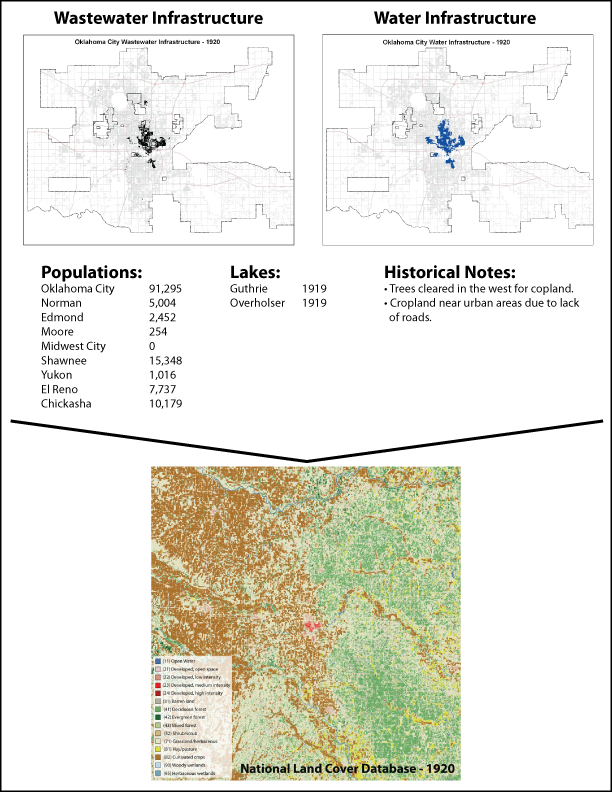 Wastewater Infrastructure
Water Infrastructure
Oklahoma City Wastewater Infrastructure - 1920
Oklahoma City Water Infrastructure - 1920
Populations:
Oklahoma City 91,295
Norman 5,004
Edmond 2,452
Moore 254
Midwest City 0
Shawnee 15,348
Yukon 1,016
El Reno 7,737
Chickasha 10,179
Lakes:
Guthrie 1919
Overholser 1919
Historical Notes:
• Trees cleared in the west for copland.
• Cropland near urban areas due to lack
of roads.
[11] Open Water
[21] Developed, open space
[22] Developed, low intensity
[23] Developed, medium intensity
[24] Developed, high intensity
[31] Barren land
[41] Deciduous forest
[42] Evergreen forest
[43] Mixed forest
[52] Shrub/scrub
[71] Grassland/herbaceous
[81] Hay/pasture
[82] Cultivated crops
[90] Woody wetlands
[95] Herbaceous wetlands
National Land Cover Database - 1920